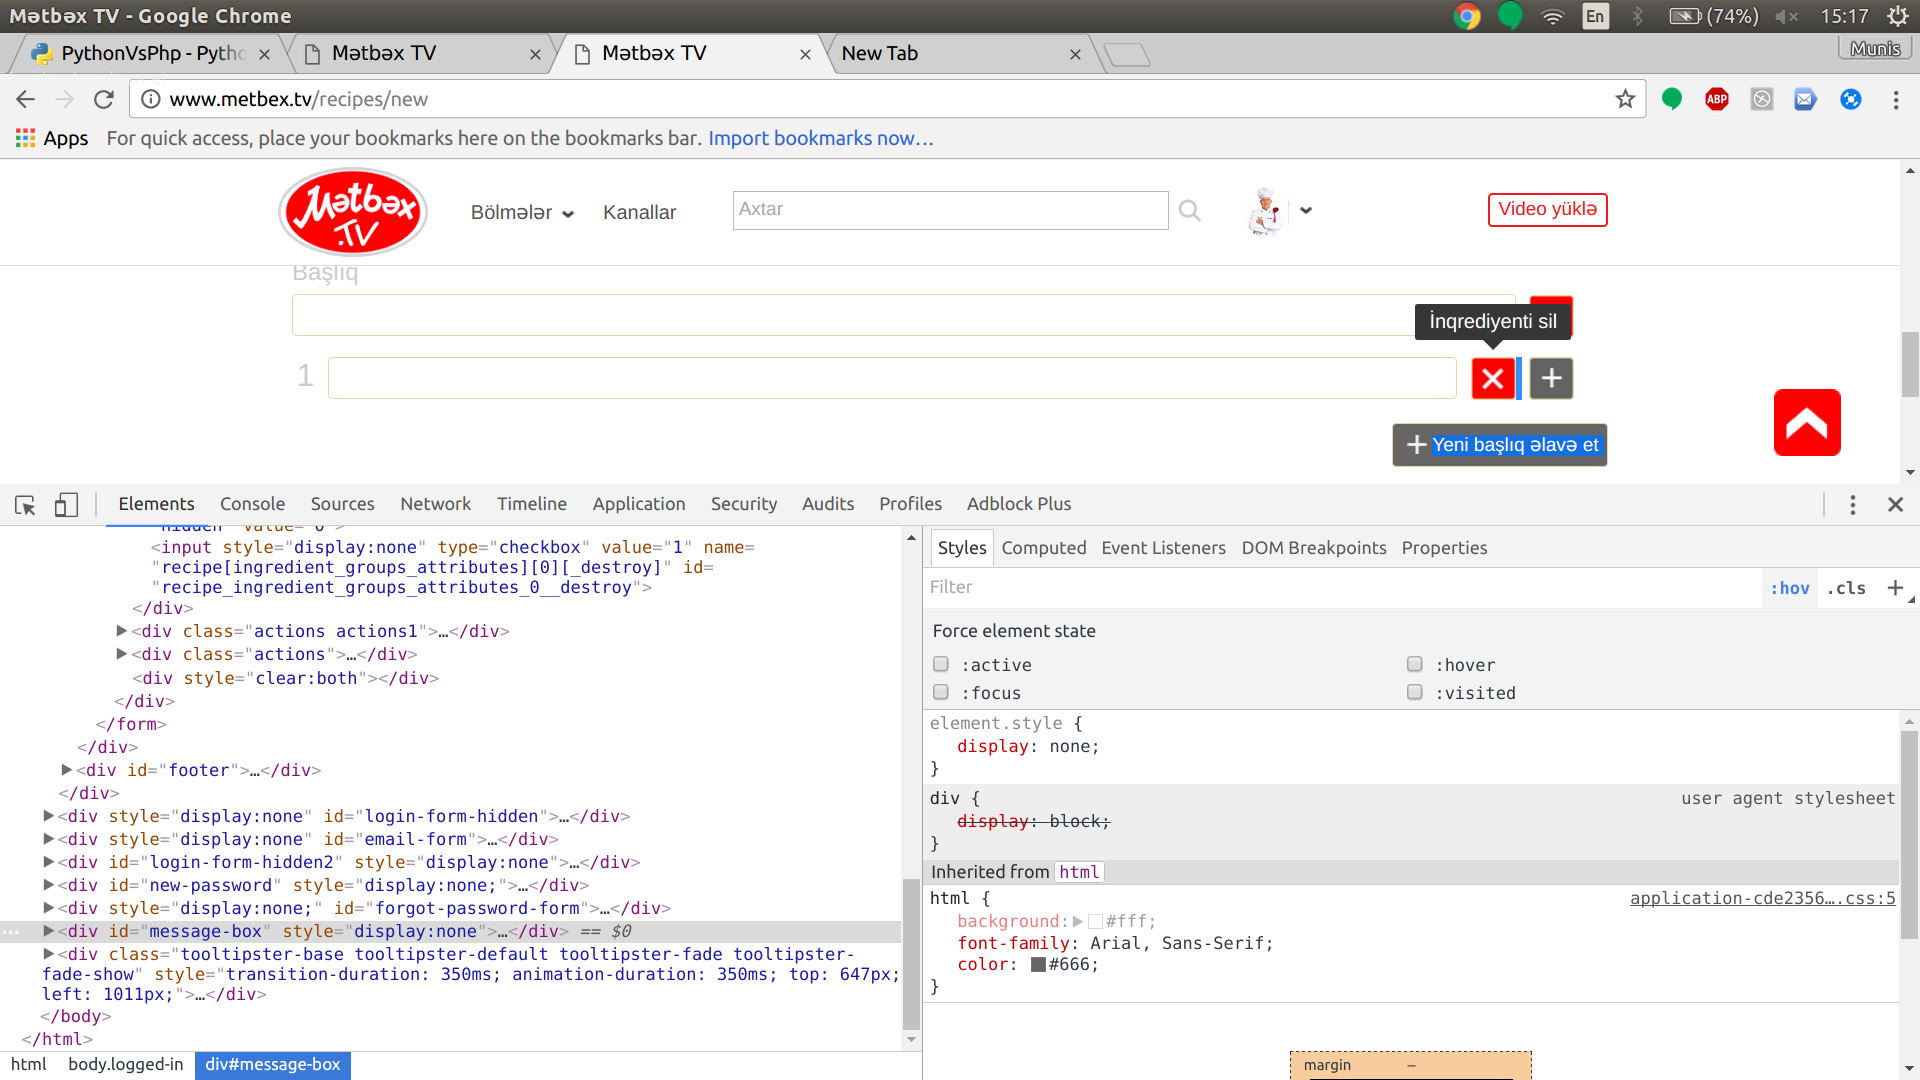 Mətbəx TV - Google Chrome
En
(74%)
15:17
PythonVsPhp - Pytho
Mətbəx TV
Mətbəx TV
New Tab
Munis
www.metbex.tv/recipes/new
ABP
Apps
For quick access, place your bookmarks here on the bookmarks bar. Import bookmarks now...
Mətbəx .TV
Bölmələr
Kanallar
Axtar
Video yüklə
Başlıq
İnqrediyenti sil
1
Yeni başlıq əlavə et
Elements
Console
Sources
Network
Timeline
Application
Security
Audits
Profiles
Adblock Plus
"hidden" value="0">
<input style="display:none" type="checkbox" value="1" name=
"recipe[ingredient_groups_attributes][0][_destroy]" id=
"recipe_ingredient_groups_attributes_0__destroy">
</div>
<div class="actions actions1">…</div>
<div class="actions">…</div>
<div style="clear:both"></div>
</div>
</form>
</div>
<div id="footer">…</div>
</div>
<div style="display:none" id="login-form-hidden">…</div>
<div style="display:none" id="email-form">…</div>
<div id="login-form-hidden2" style="display:none">…</div>
<div id="new-password" style="display:none;">…</div>
<div style="display:none;" id="forgot-password-form">…</div>
<div id="message-box" style="display:none">…</div> == $0
<div class="tooltipster-base tooltipster-default tooltipster-fade tooltipster-
fade-show" style="transition-duration: 350ms; animation-duration: 350ms; top: 647px;
left: 1011px;">…</div>
</body>
</html>
html
body.logged-in
div#message-box
Styles
Computed
Event Listeners
DOM Breakpoints
Properties
Filter
:hov
.cls
+
Force element state
:active
:hover
:focus
:visited
element.style {
display: none;
}
div {
user agent stylesheet
display: block;
}
Inherited from html
html {
application-cde2356….css:5
background: #fff;
font-family: Arial, Sans-Serif;
color: #666;
}
margin
–